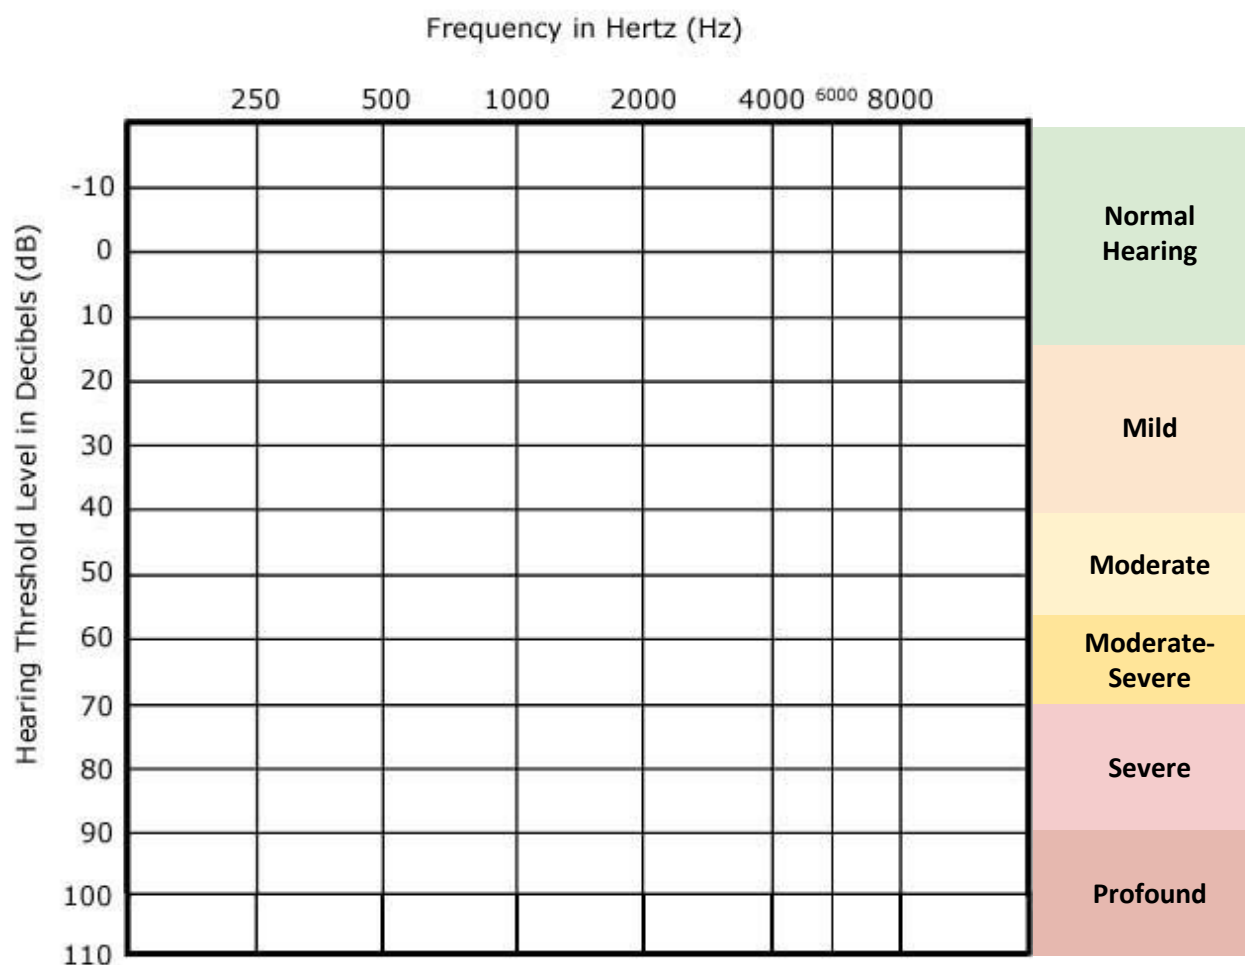 Frequency in Hertz (Hz)
250 500 1000 2000 4000 6000 8000
Hearing Threshold Level in Decibels (dB)
-10
0
10
20
30
40
50
60
70
80
90
100
110
Normal
Hearing
Mild
Moderate
Moderate-
Severe
Severe
Profound